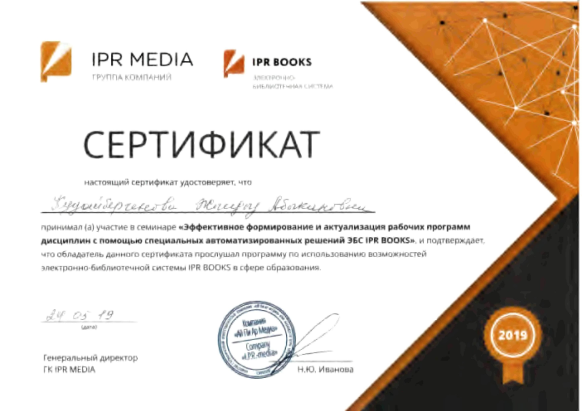 IPR MEDIA
ГРУППА КОМПАНИЙ
IPR BOOKS
ЭЛЕКТРОННО-
БИБЛИОТЕЧНАЯ СИСТЕМА
СЕРТИФИКАТ
настоящий сертификат удостоверяет, что
принимал (а) участие в семинаре «Эффективное формирование и актуализация рабочих программ
дисциплин с помощью специальных автоматизированных решений ЭБС IPR BOOKS», и подтверждает,
что обладатель данного сертификата прослушал программу по использованию возможностей
электронно-библиотечной системы IPR BOOKS в сфере образования.
24 05 19
(дата)
Компания
«Ай Пи Ар Медиа»
Company
«I.P.R.-media»
2019
Генеральный директор
ГК IPR MEDIA
Н.Ю. Иванова